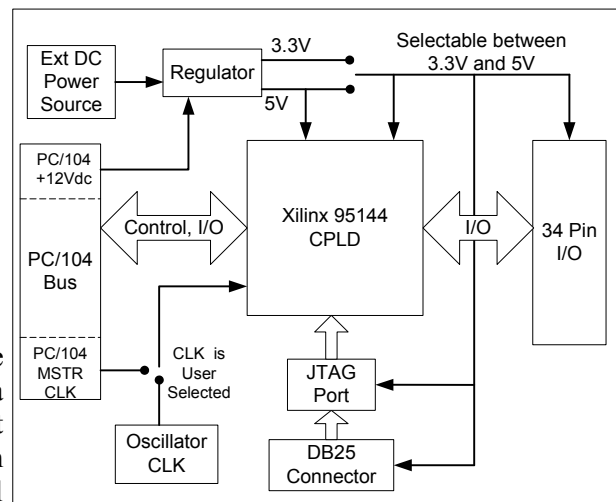 Ext DC
Power
Source
Regulator
3.3V
5V
Selectable between
3.3V and 5V
PC/104
+12Vdc
PC/104
Bus
PC/104
MSTR
CLK
Control, I/O
Xilinx 95144
CPLD
I/O
34 Pin
I/O
CLK is
User
Selected
Oscillator
CLK
JTAG
Port
DB25
Connector
e
a
t